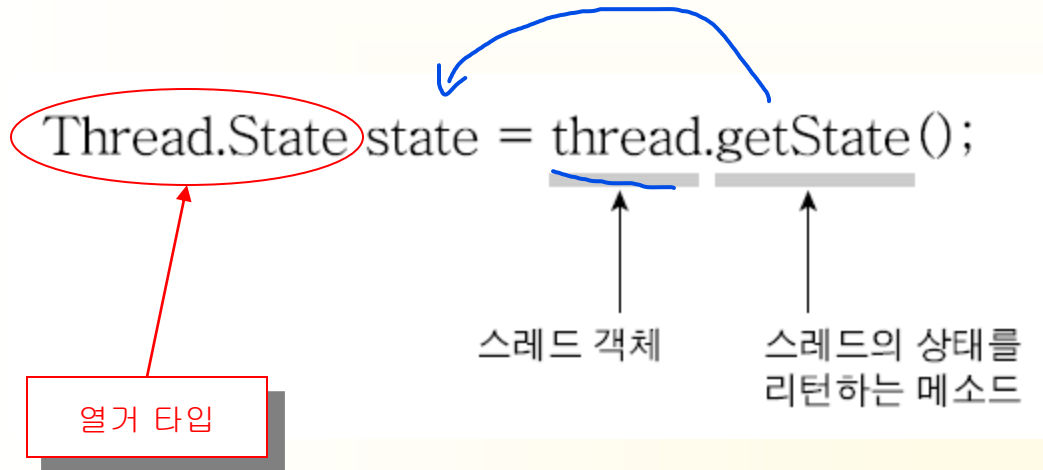 Thread.State state = thread.getState();
스레드 객체
스레드의 상태를
리턴하는 메소드
열거 타입